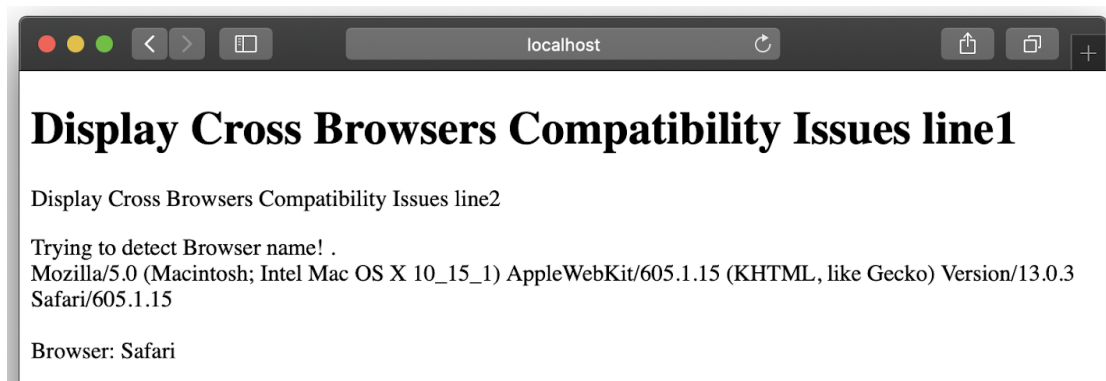 localhost
Display Cross Browsers Compatibility Issues line1
Display Cross Browsers Compatibility Issues line2
Trying to detect Browser name! .
Mozilla/5.0 (Macintosh; Intel Mac OS X 10_15_1) AppleWebKit/605.1.15 (KHTML, like Gecko) Version/13.0.3
Safari/605.1.15
Browser: Safari